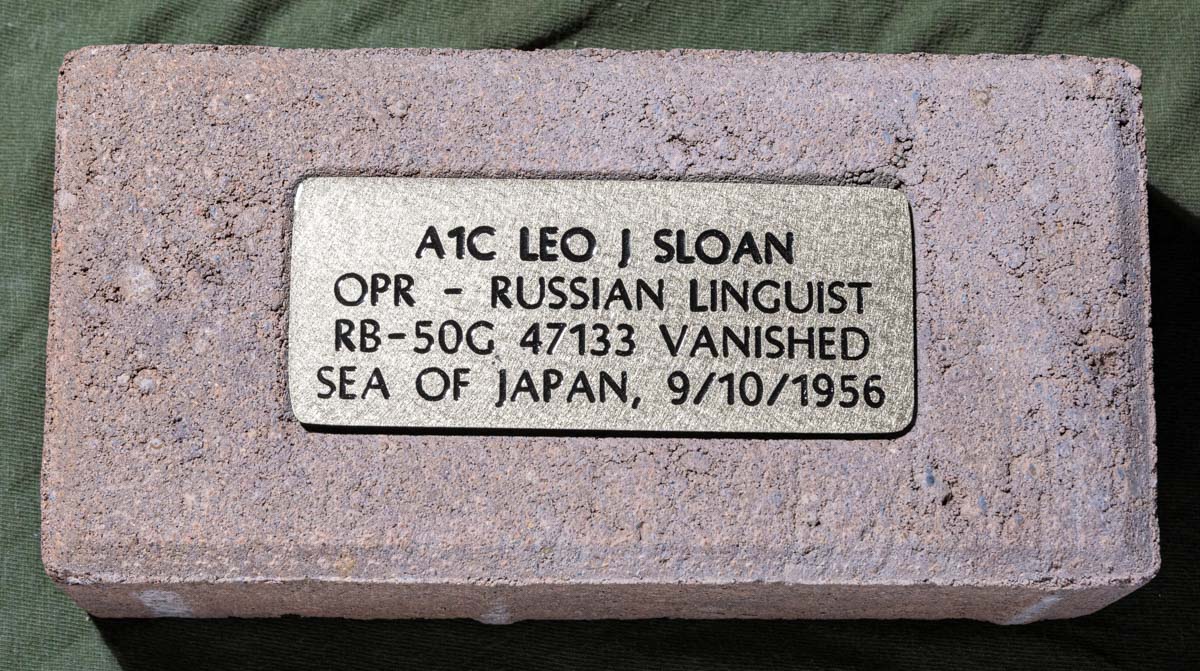 A1C LEO J SLOAN
OPR - RUSSIAN LINGUIST
RB-50G 47133 VANISHED
SEA OF JAPAN, 9/10/1956